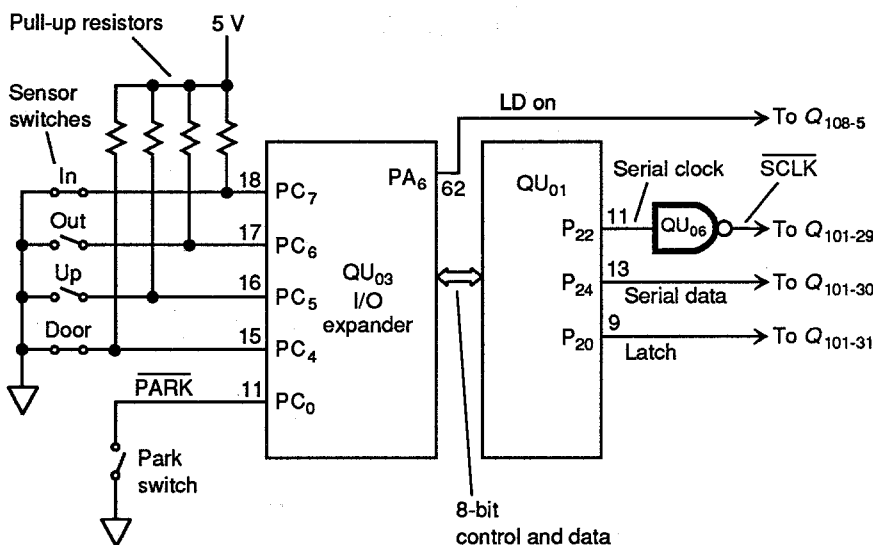 Pull-up resistors
5 V
Sensor
switches
LD on
To Q108-5
In
18
PC7
PA6
62
QU01
Serial clock
SCLK
Out
17
PC6
P22
11
QU06
To Q101-29
Up
16
PC5
QU03
I/O
expander
P24
13
Serial data
To Q101-30
Door
15
PC4
P20
9
Latch
To Q101-31
PARK
11
PC0
Park
switch
8-bit
control and data